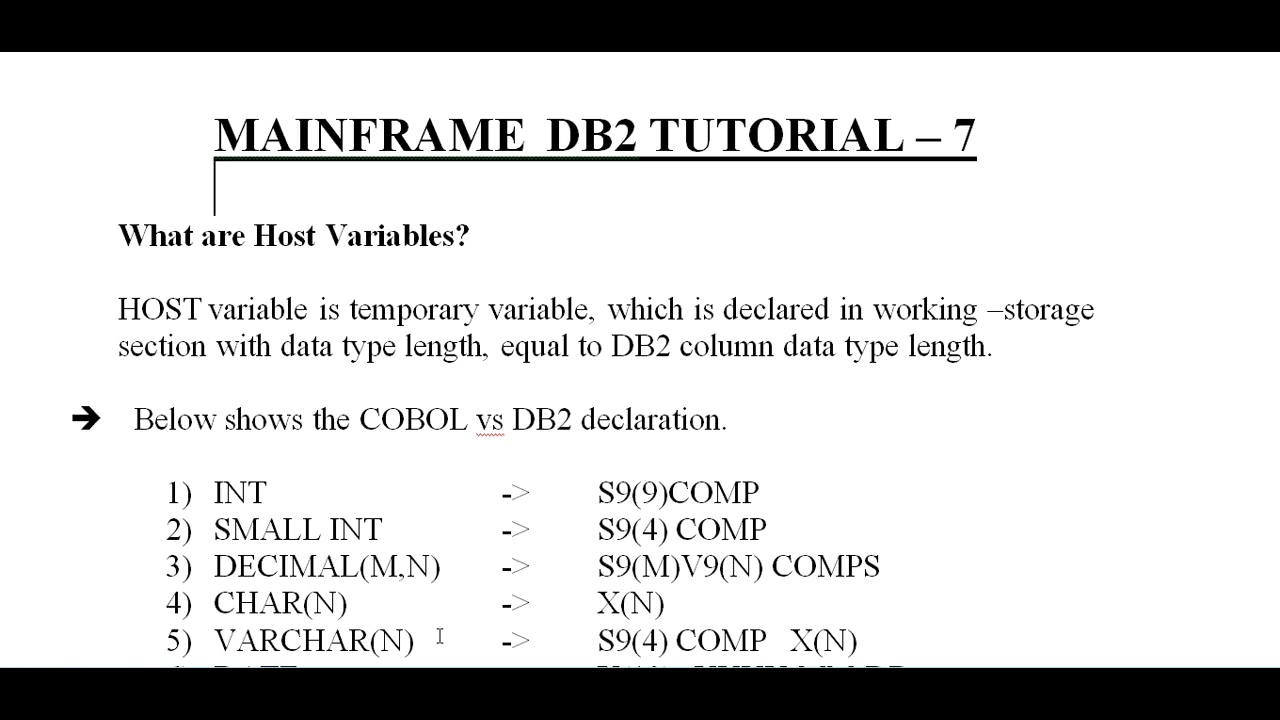 MAINFRAME DB2 TUTORIAL – 7
What are Host Variables?
HOST variable is temporary variable, which is declared in working –storage
section with data type length, equal to DB2 column data type length.
➔ Below shows the COBOL vs DB2 declaration.
1) INT -> S9(9)COMP
2) SMALL INT -> S9(4) COMP
3) DECIMAL(M,N) -> S9(M)V9(N) COMPS
4) CHAR(N) -> X(N)
5) VARCHAR(N) -> S9(4) COMP X(N)